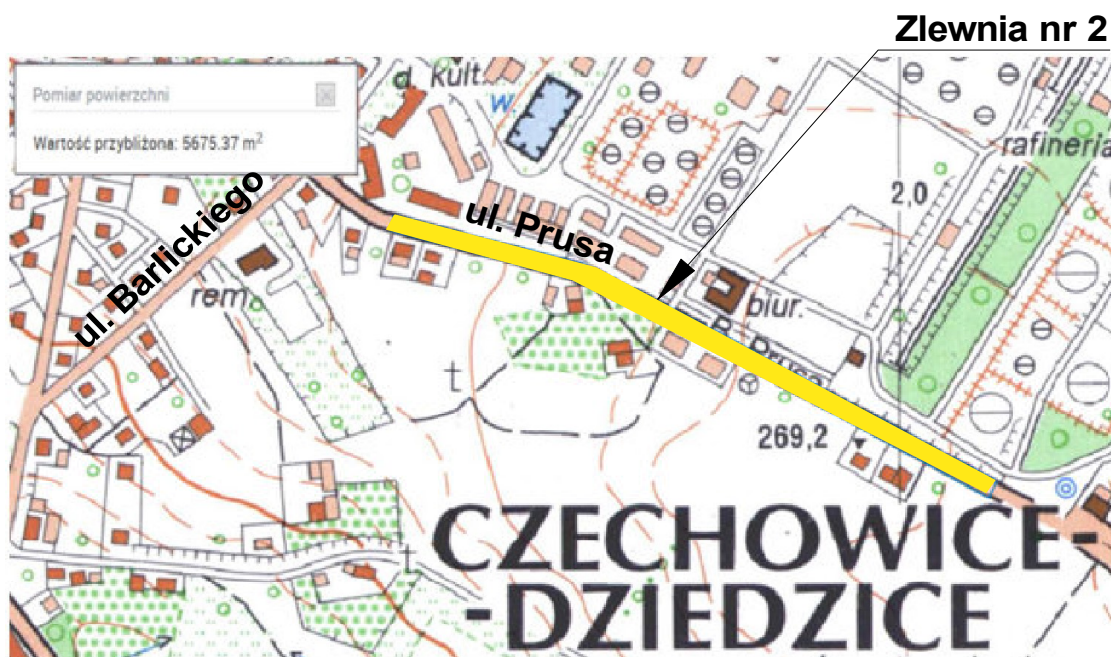 Zlewnia nr 2
Pomiar powierzchni
Wartość przybliżona: 5675.37 m²
d. kult.
w.
rafineria
2,0
ul. Barlickiego
ul. Prusa
rem.
biur.
B. Prusa
t
269,2
CZECHOWICE-
-DZIEDZICE